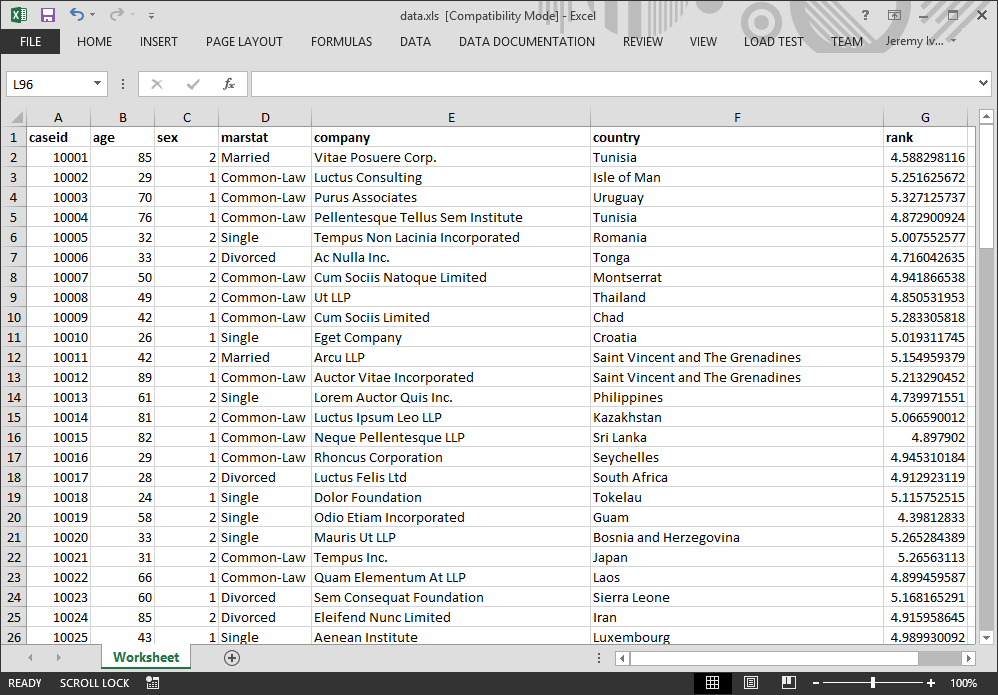 data.xls [Compatibility Mode] - Excel
FILE HOME INSERT PAGE LAYOUT FORMULAS DATA DATA DOCUMENTATION REVIEW VIEW LOAD TEST TEAM Jeremy Iv...
L96 fx
A B C D E F G
1 caseid age sex marstat company country rank
2 10001 85 2 Married Vitae Posuere Corp. Tunisia 4.588298116
3 10002 29 1 Common-Law Luctus Consulting Isle of Man 5.251625672
4 10003 70 1 Common-Law Purus Associates Uruguay 5.327125737
5 10004 76 1 Common-Law Pellentesque Tellus Sem Institute Tunisia 4.872900924
6 10005 32 2 Single Tempus Non Lacinia Incorporated Romania 5.007552577
7 10006 33 2 Divorced Ac Nulla Inc. Tonga 4.716042635
8 10007 50 2 Common-Law Cum Sociis Natoque Limited Montserrat 4.941866538
9 10008 49 2 Common-Law Ut LLP Thailand 4.850531953
10 10009 42 1 Common-Law Cum Sociis Limited Chad 5.283305818
11 10010 26 1 Single Eget Company Croatia 5.019311745
12 10011 42 2 Married Arcu LLP Saint Vincent and The Grenadines 5.154959379
13 10012 89 1 Common-Law Auctor Vitae Incorporated Saint Vincent and The Grenadines 5.213290452
14 10013 61 2 Single Lorem Auctor Quis Inc. Philippines 4.739971551
15 10014 81 2 Common-Law Luctus Ipsum Leo LLP Kazakhstan 5.066590012
16 10015 82 1 Common-Law Neque Pellentesque LLP Sri Lanka 4.897902
17 10016 29 1 Common-Law Rhoncus Corporation Seychelles 4.945310184
18 10017 28 2 Divorced Luctus Felis Ltd South Africa 4.912923119
19 10018 24 1 Single Dolor Foundation Tokelau 5.115752515
20 10019 58 2 Single Odio Etiam Incorporated Guam 4.39812833
21 10020 33 2 Single Mauris Ut LLP Bosnia and Herzegovina 5.265284389
22 10021 31 2 Common-Law Tempus Inc. Japan 5.26563113
23 10022 66 1 Common-Law Quam Elementum At LLP Laos 4.899459587
24 10023 60 1 Divorced Sem Consequat Foundation Sierra Leone 5.168165291
25 10024 85 2 Divorced Eleifend Nunc Limited Iran 4.915958645
26 10025 43 1 Single Aenean Institute Luxembourg 4.989930092
Worksheet
READY SCROLL LOCK 100%